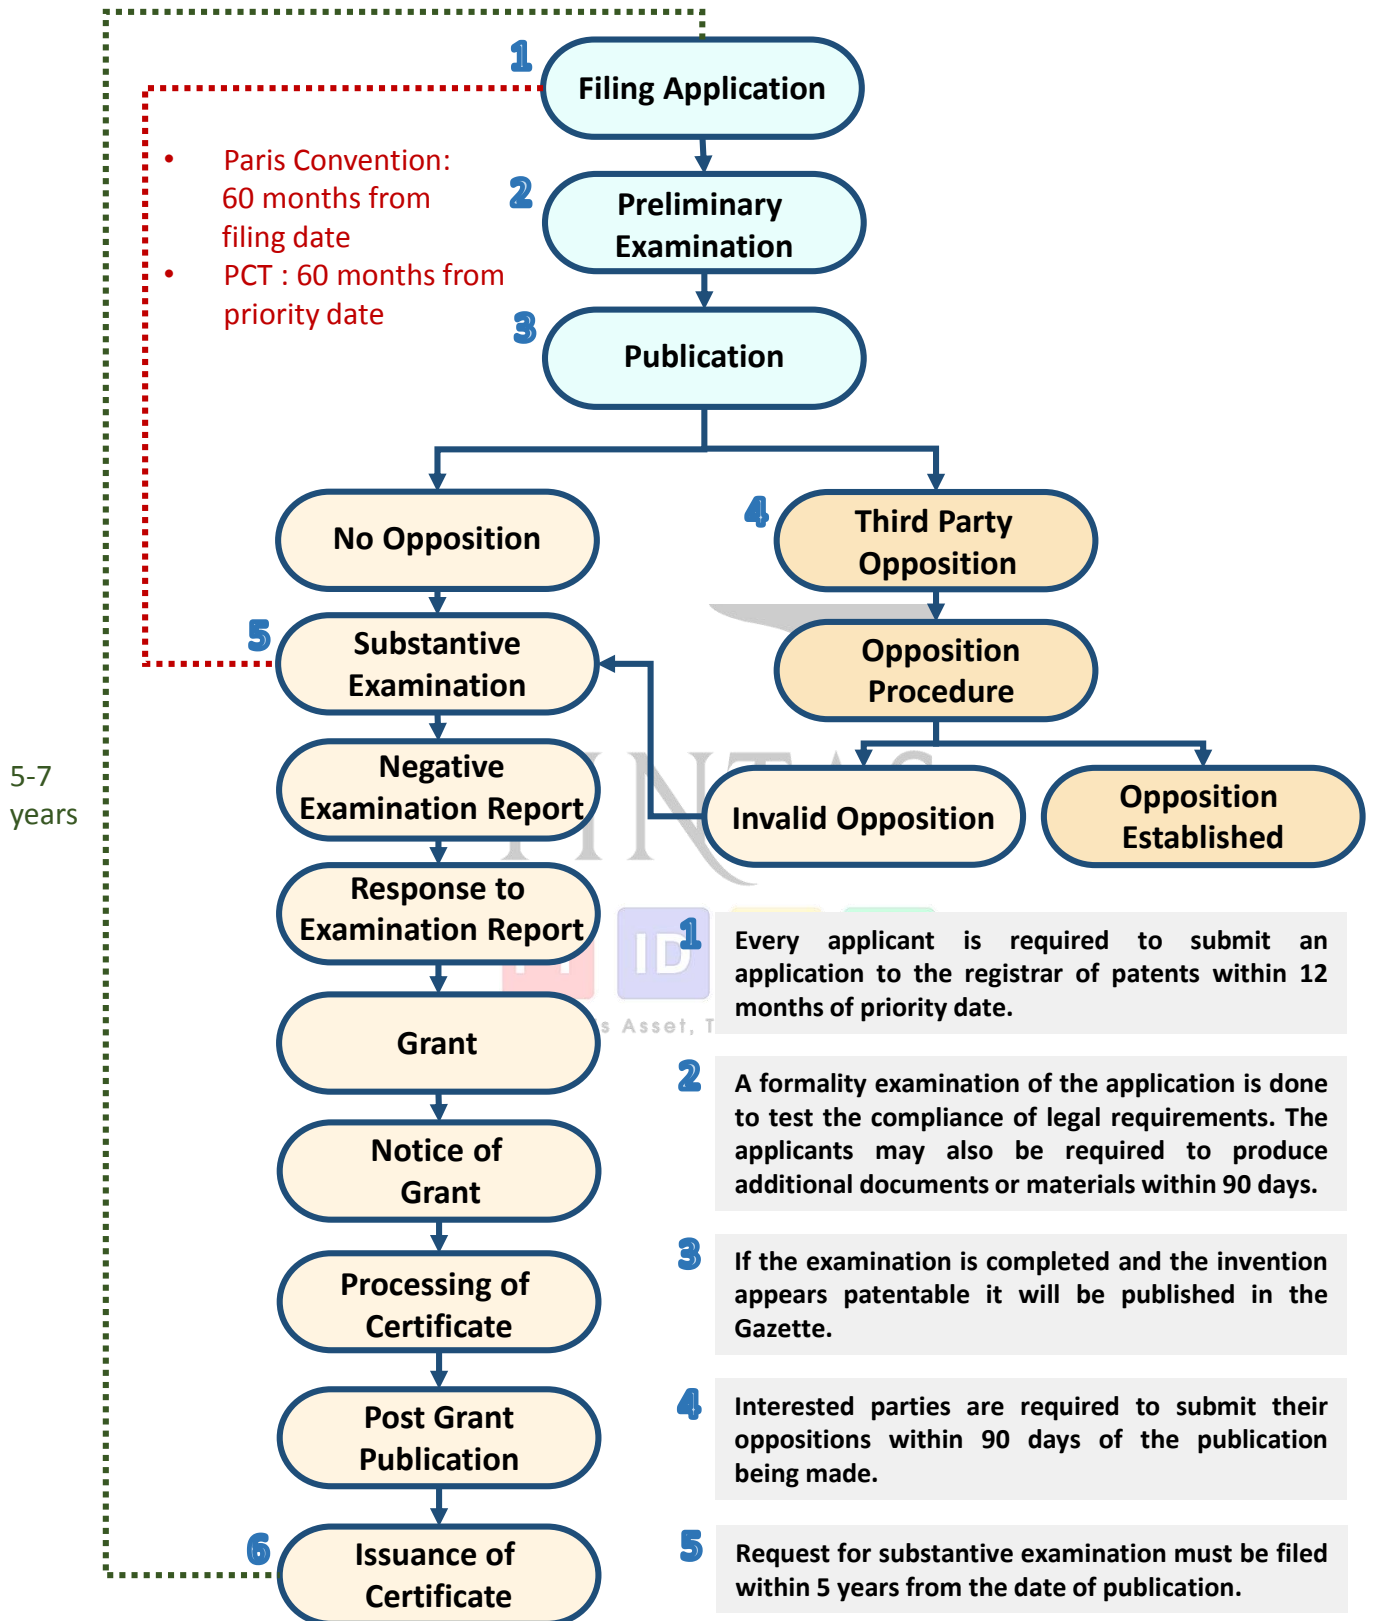 1
Filing Application
• Paris Convention:
60 months from
filing date
• PCT : 60 months from
priority date
2
Preliminary
Examination
3
Publication
No Opposition
4
Third Party
Opposition
5
Substantive
Examination
Opposition
Procedure
5-7
years
Negative
Examination Report
Invalid Opposition
Opposition
Established
Response to
Examination Report
ID
s Asset, T
Grant
Notice of
Grant
Processing of
Certificate
Post Grant
Publication
6
Issuance of
Certificate
1
Every applicant is required to submit an
application to the registrar of patents within 12
months of priority date.
2
A formality examination of the application is done
to test the compliance of legal requirements. The
applicants may also be required to produce
additional documents or materials within 90 days.
3
If the examination is completed and the invention
appears patentable it will be published in the
Gazette.
4
Interested parties are required to submit their
oppositions within 90 days of the publication
being made.
5
Request for substantive examination must be filed
within 5 years from the date of publication.